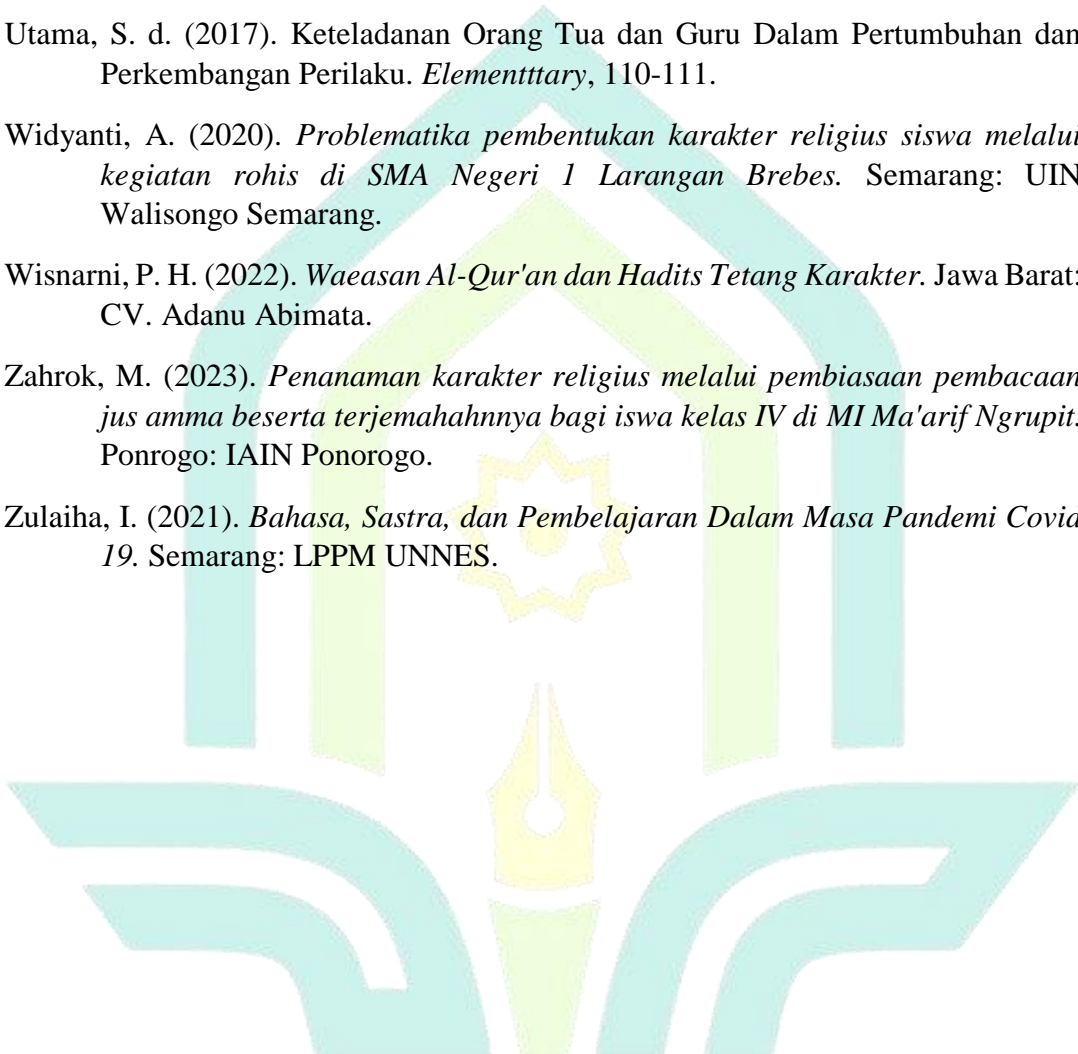 Utama, S. d. (2017). Keteladanan Orang Tua dan Guru Dalam Pertumbuhan dan
Perkembangan Perilaku. Elementttary, 110-111.
Widyanti, A. (2020). Problematika pembentukan karakter religius siswa melalui
kegiatan rohis di SMA Negeri 1 Larangan Brebes. Semarang: UIN
Walisongo Semarang.
Wisnarni, P. H. (2022). Waeasan Al-Qur'an dan Hadits Tetang Karakter. Jawa Barat:
CV. Adanu Abimata.
Zahrok, M. (2023). Penanaman karakter religius melalui pembiasaan pembacaan
jus amma beserta terjemahahnnya bagi iswa kelas IV di MI Ma'arif Ngrupit.
Ponrogo: IAIN Ponorogo.
Zulaiha, I. (2021). Bahasa, Sastra, dan Pembelajaran Dalam Masa Pandemi Covid
19. Semarang: LPPM UNNES.